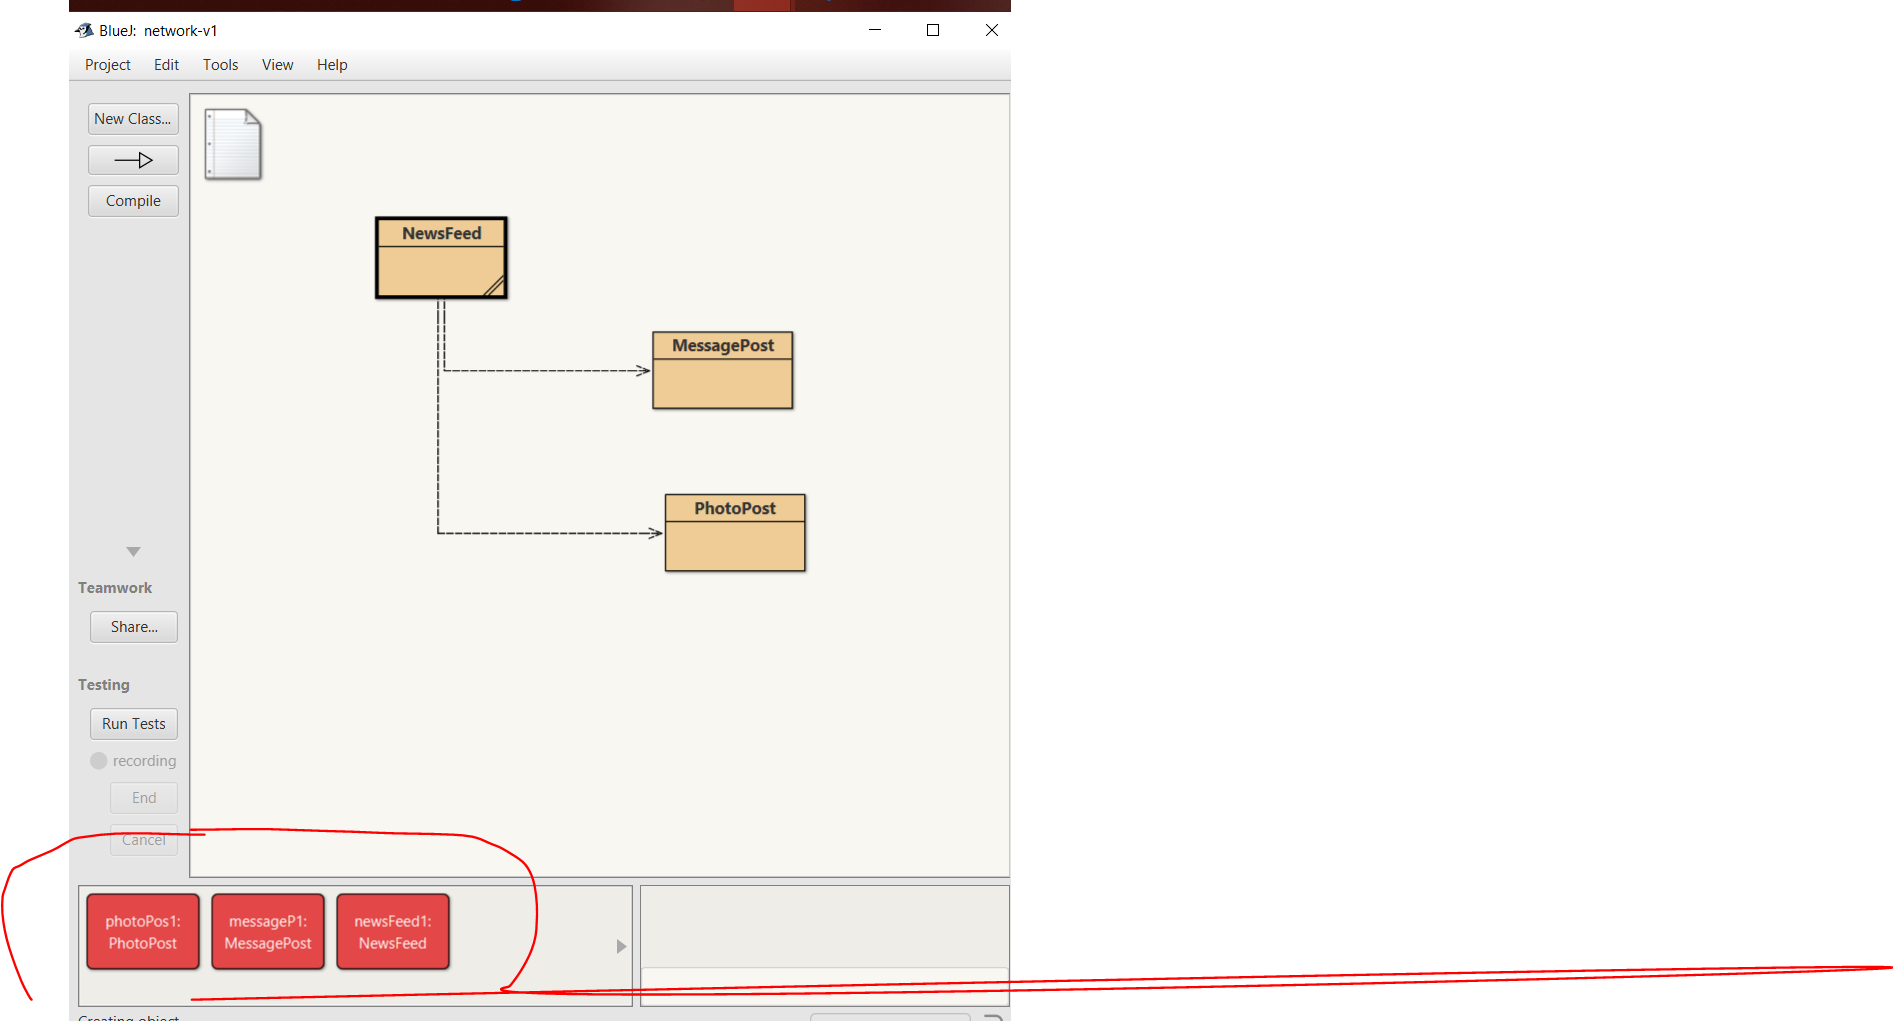 BlueJ: network-v1
Project Edit Tools View Help
New Class...
Compile
NewsFeed
MessagePost
PhotoPost
Teamwork
Share...
Testing
Run Tests
recording
End
Cancel
photoPos1:
PhotoPost
messageP1:
MessagePost
newsFeed1:
NewsFeed
Creating object